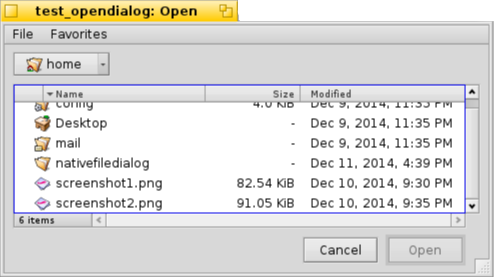 test_opendialog: Open
File Favorites
home
Name Size Modified
config 4.0 KiB Dec 9, 2014, 11:35 PM
Desktop - Dec 9, 2014, 11:35 PM
mail - Dec 9, 2014, 11:35 PM
nativefiledialog - Dec 11, 2014, 4:39 PM
screenshot1.png 82.54 KiB Dec 10, 2014, 9:30 PM
screenshot2.png 91.05 KiB Dec 10, 2014, 9:35 PM
6 items
Cancel Open